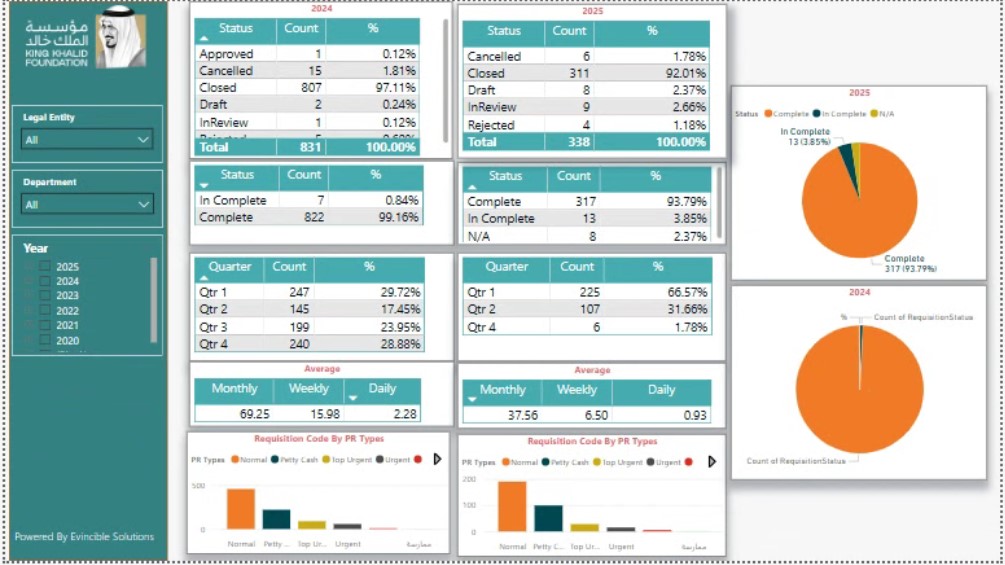 مؤسسة
الملك خالد
KING KHALID
FOUNDATION
Legal Entity
All
Department
All
Year
2025
2024
2023
2022
2021
2020
Powered By Evincible Solutions
2024
Status Count %
Approved 1 0.12%
Cancelled 15 1.81%
Closed 807 97.11%
Draft 2 0.24%
InReview 1 0.12%
Total 831 100.00%
Status Count %
In Complete 7 0.84%
Complete 822 99.16%
Quarter Count %
Qtr 1 247 29.72%
Qtr 2 145 17.45%
Qtr 3 199 23.95%
Qtr 4 240 28.88%
Average
Monthly Weekly Daily
69.25 15.98 2.28
Requisition Code By PR Types
PR Types Normal Petty Cash Top Urgent Urgent
500
0
Normal Petty ... Top Ur... Urgent ممارسة
2025
Status Count %
Cancelled 6 1.78%
Closed 311 92.01%
Draft 8 2.37%
InReview 9 2.66%
Rejected 4 1.18%
Total 338 100.00%
Status Count %
Complete 317 93.79%
In Complete 13 3.85%
N/A 8 2.37%
Quarter Count %
Qtr 1 225 66.57%
Qtr 2 107 31.66%
Qtr 4 6 1.78%
Average
Monthly Weekly Daily
37.56 6.50 0.93
Requisition Code By PR Types
PR Types Normal Petty Cash Top Urgent Urgent
200
100
0
Normal Petty C... Top Ur... Urgent ممارسة
2025
Status Complete In Complete N/A
In Complete
13 (3.85%)
Complete
317 (93.79%)
2024
% Count of RequisitionStatus
Count of RequisitionStatus